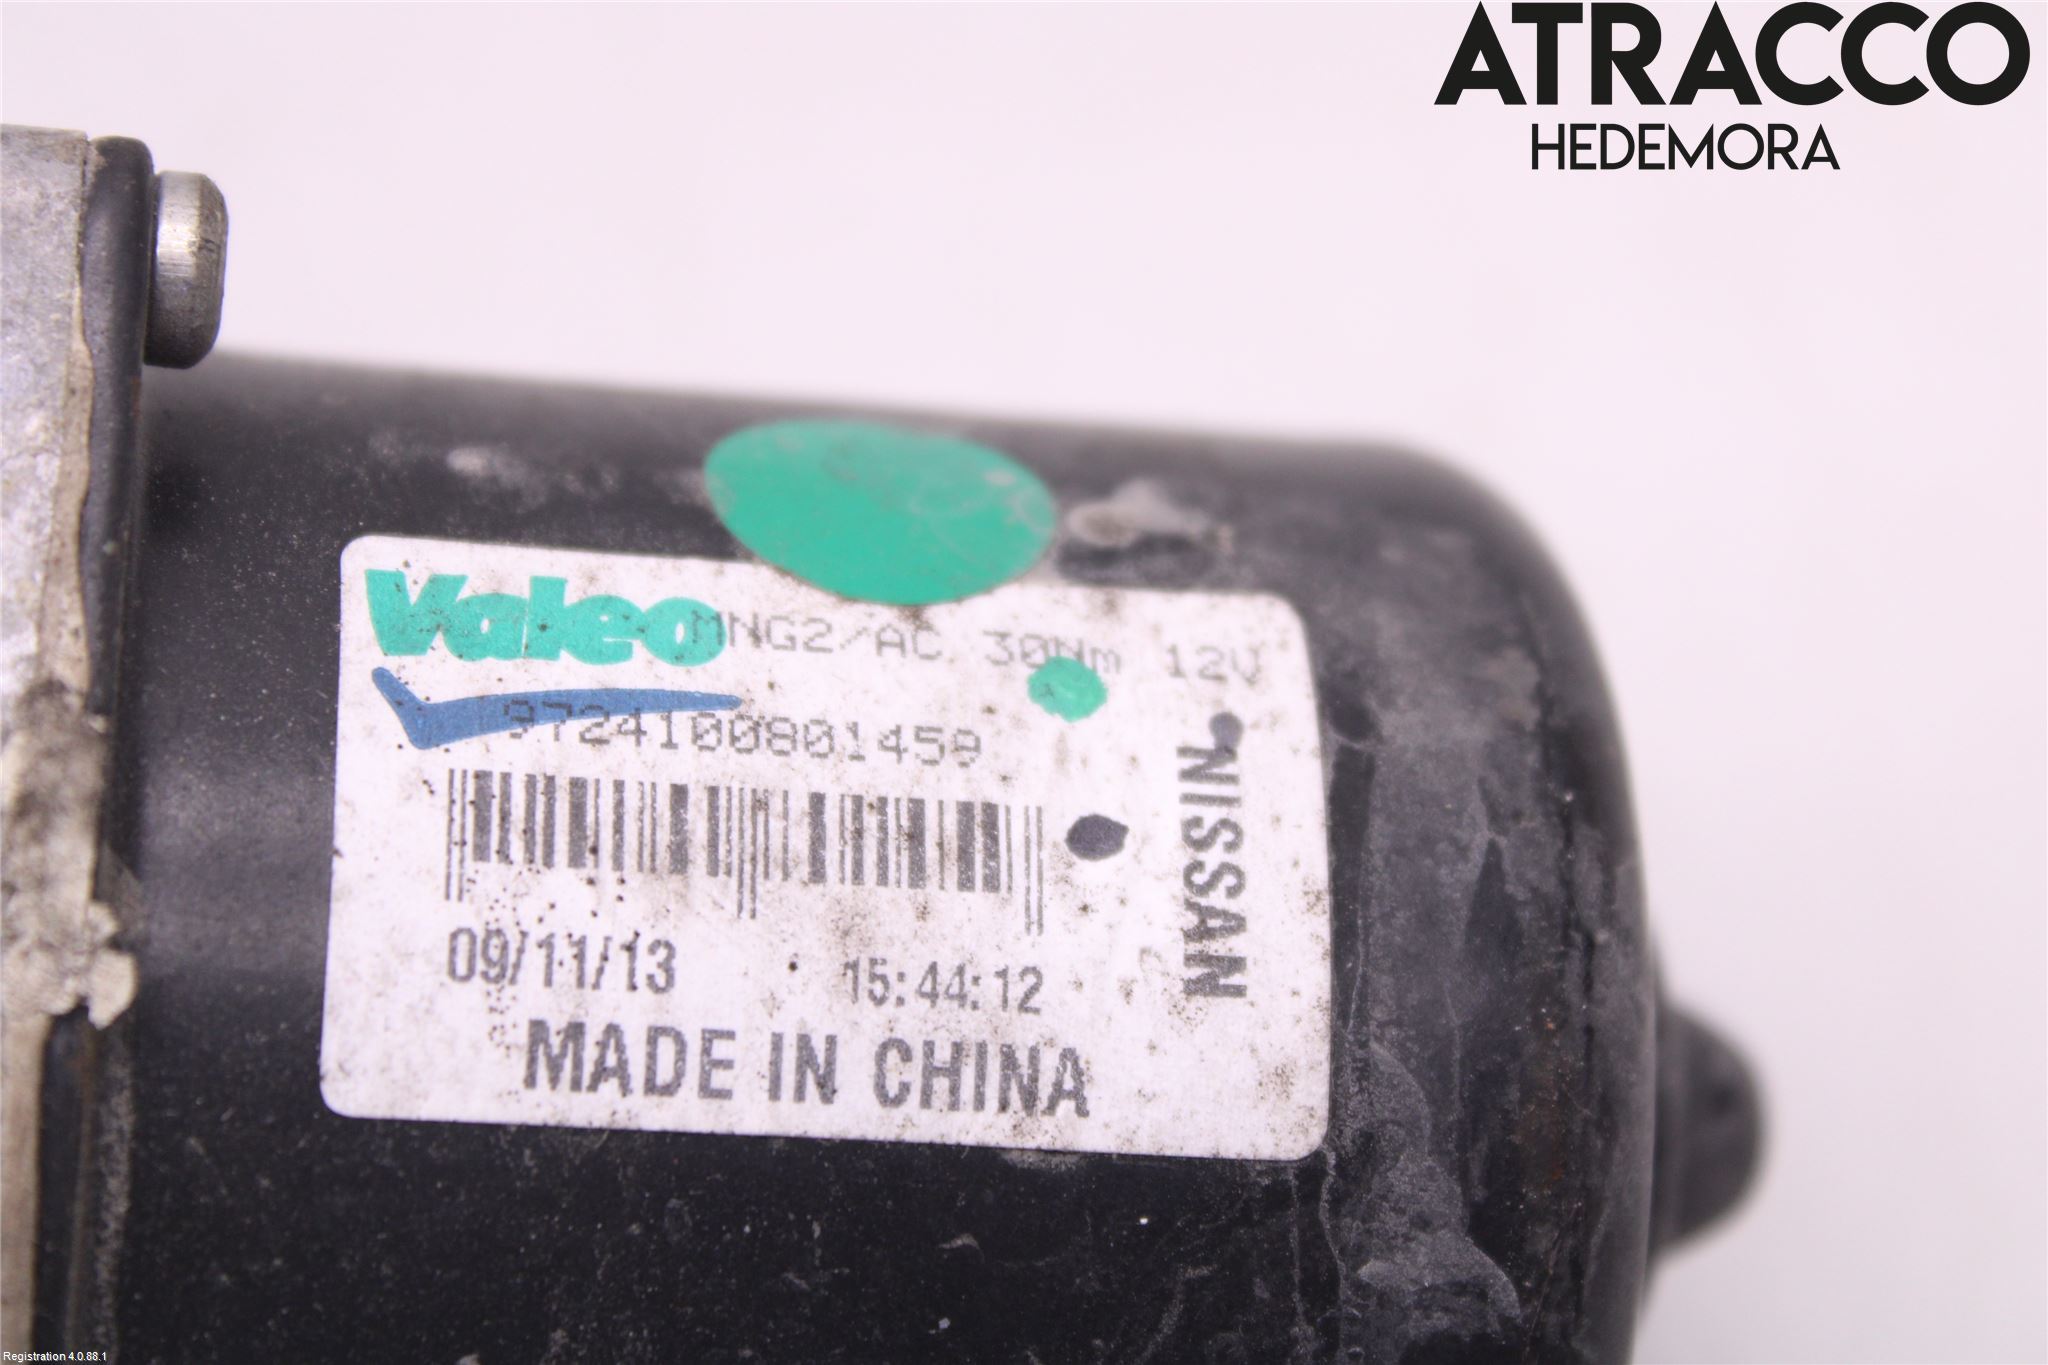 ATRACCO
HEDEMORA
Valeo MNG2/AC 30Nm 12V
9724100801459
NISSAN
09/11/13 15:44:12
MADE IN CHINA
Registration 4.0.88.1